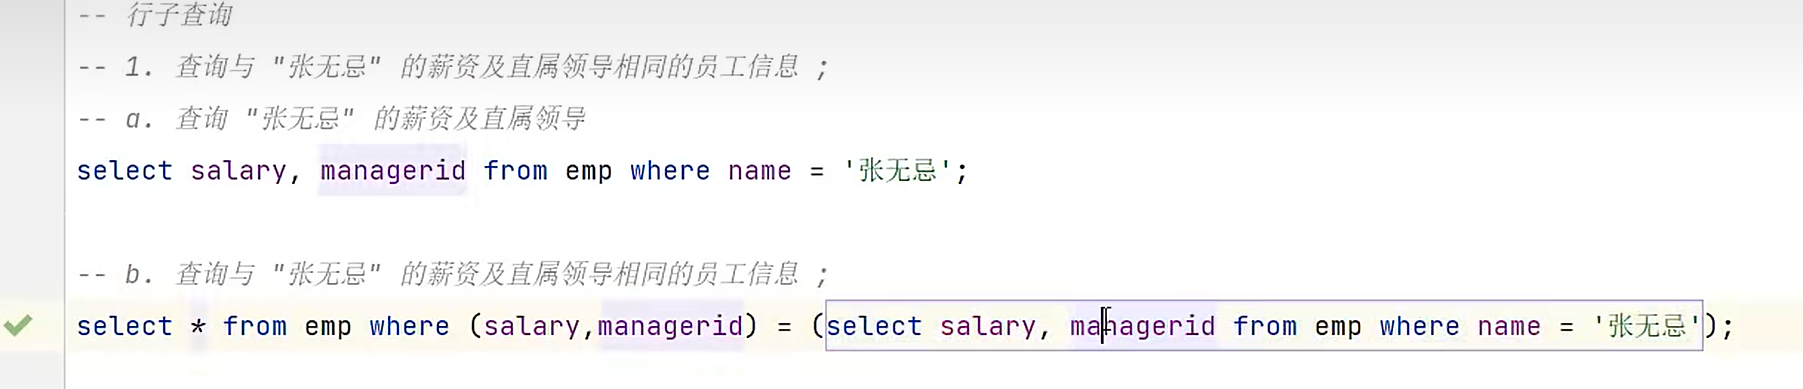 -- 行子查询
-- 1. 查询与 "张无忌" 的薪资及直属领导相同的员工信息 ;
-- a. 查询 "张无忌" 的薪资及直属领导
select salary, managerid from emp where name = '张无忌';
-- b. 查询与 "张无忌" 的薪资及直属领导相同的员工信息 ;
select * from emp where (salary,managerid) = (select salary, managerid from emp where name = '张无忌');